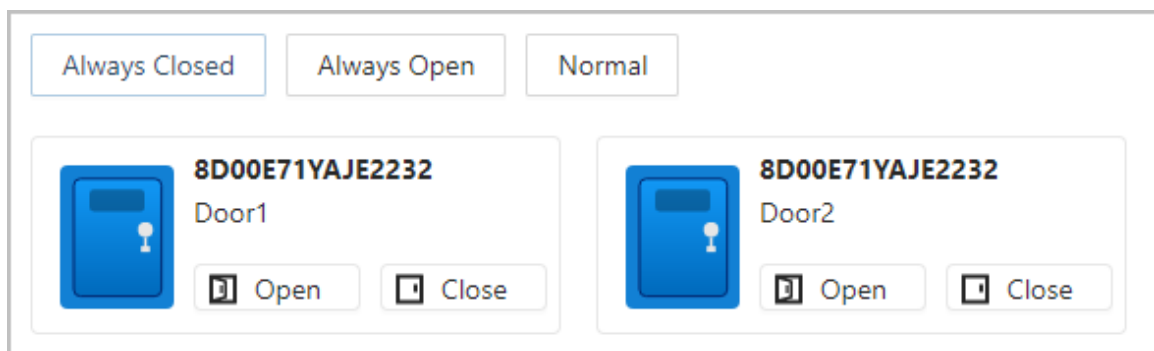 Always Closed Always Open Normal
8D00E71YAJE2232
Door1
Open Close
8D00E71YAJE2232
Door2
Open Close